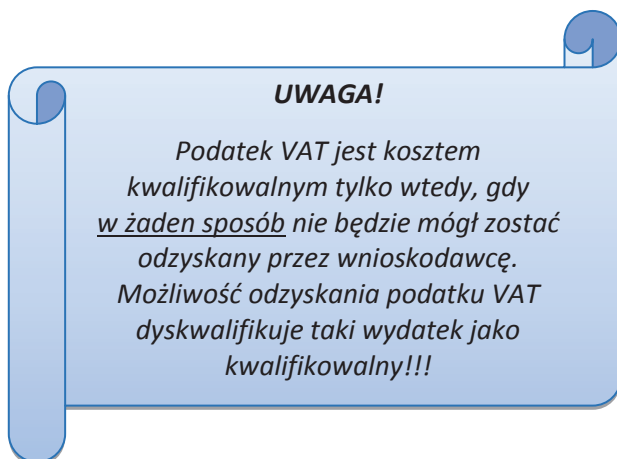 UWAGA!
Podatek VAT jest kosztem
kwalifikowalnym tylko wtedy, gdy
w żaden sposób nie będzie mógł zostać
odzyskany przez wnioskodawcę.
Możliwość odzyskania podatku VAT
dyskwalifikuje taki wydatek jako
kwalifikowalny!!!